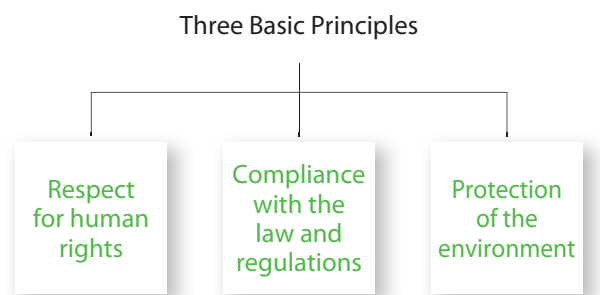 Three Basic Principles
Respect
for human
rights
Compliance
with the
law and
regulations
Protection
of the
environment